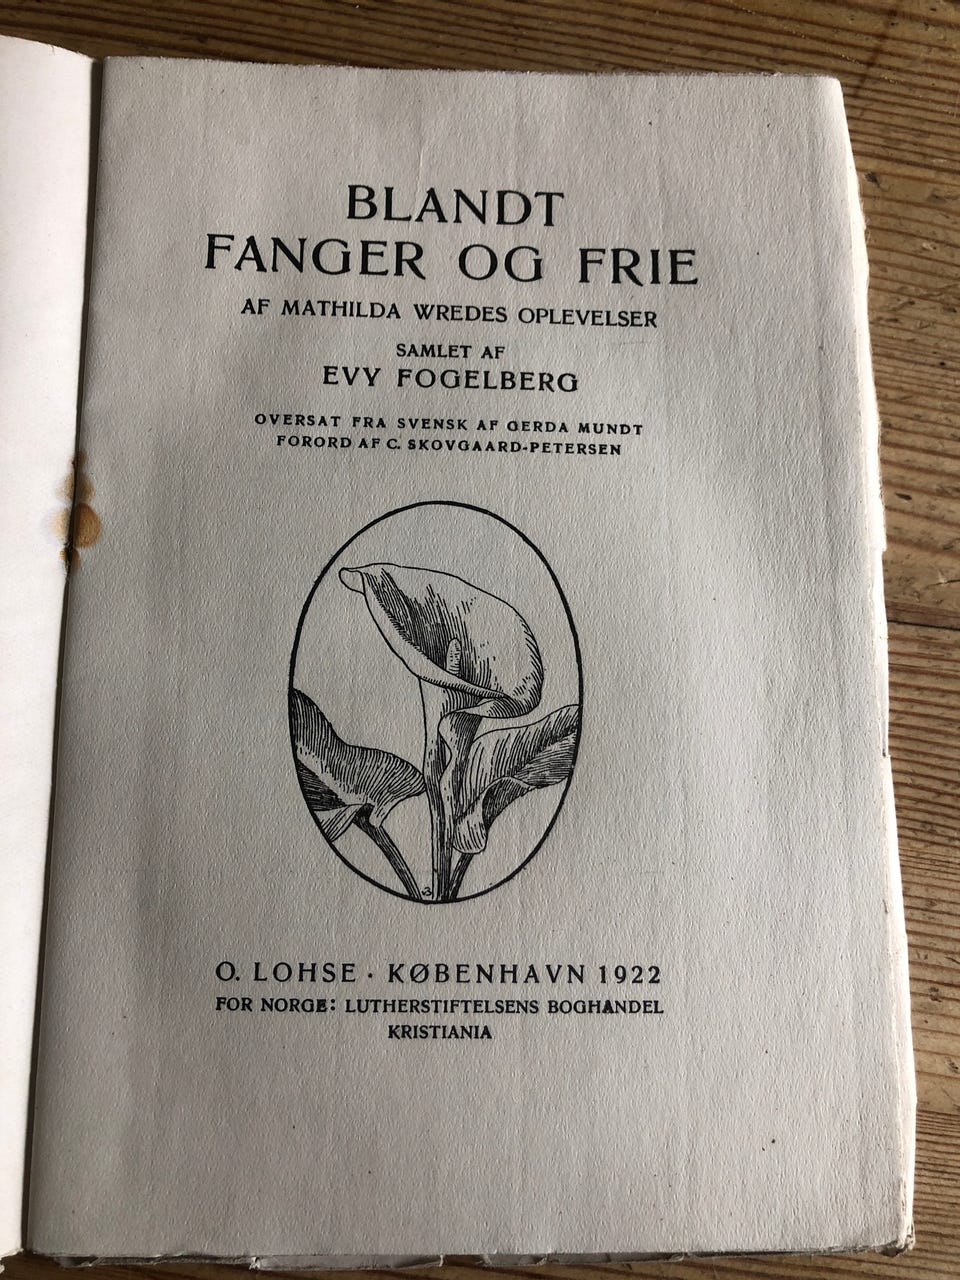 BLANDT
FANGER OG FRIE
AF MATHILDA WREDES OPLEVELSER
SAMLET AF
EVY FOGELBERG
OVERSAT FRA SVENSK AF GERDA MUNDT
FORORD AF C. SKOVGAARD-PETERSEN
O. LOHSE · KØBENHAVN 1922
FOR NORGE: LUTHERSTIFTELSENS BOGHANDEL
KRISTIANIA